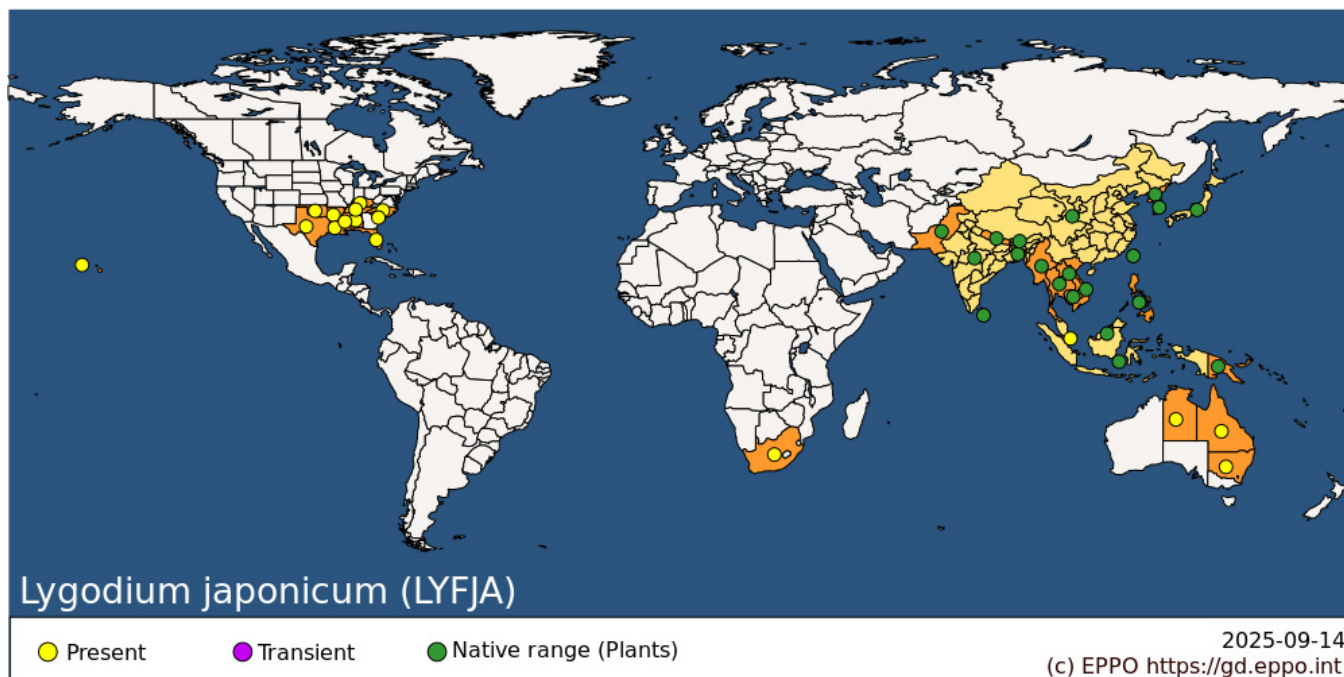 Lygodium japonicum (LYFJA)
Present
Transient
Native range (Plants)
2025-09-14
(c) EPPO https://gd.eppo.int